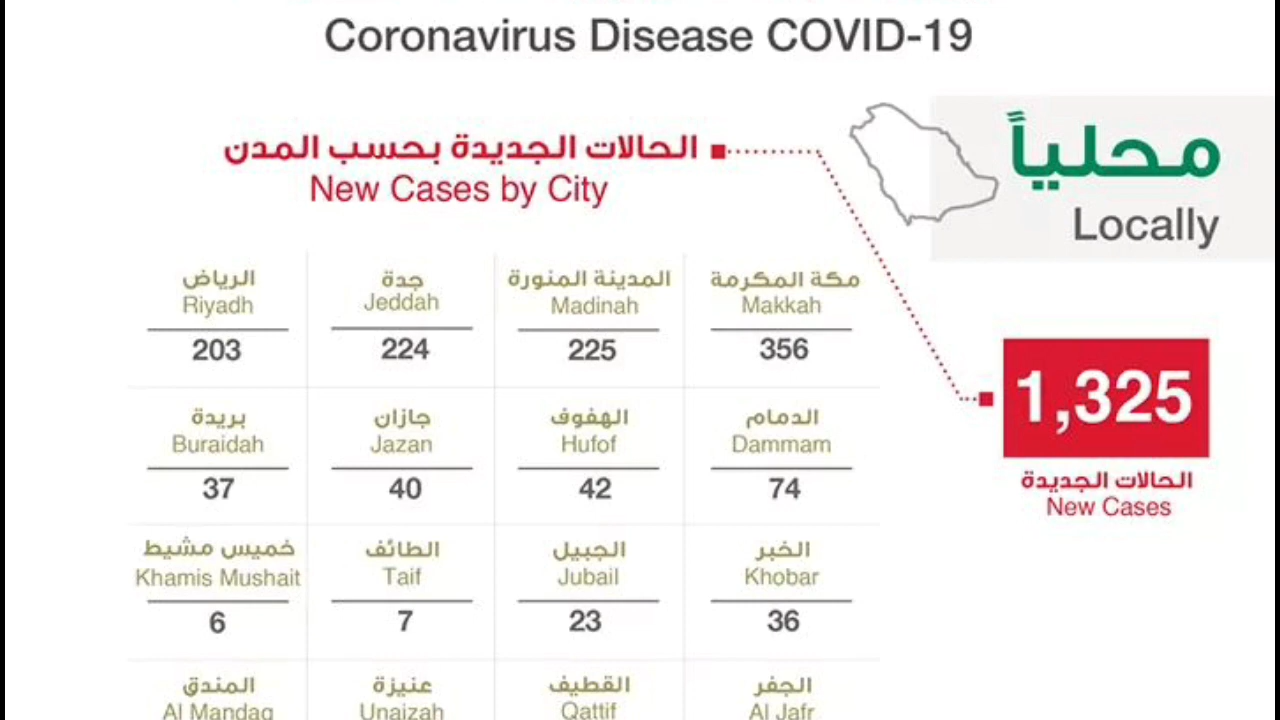 Coronavirus Disease COVID-19
محلياً
Locally
الحالات الجديدة بحسب المدن
New Cases by City
1,325
الحالات الجديدة
New Cases
مكة المكرمة
Makkah
356
المدينة المنورة
Madinah
225
جدة
Jeddah
224
الرياض
Riyadh
203
الدمام
Dammam
74
الهفوف
Hufof
42
جازان
Jazan
40
بريدة
Buraidah
37
الخبر
Khobar
36
الجبيل
Jubail
23
الطائف
Taif
7
خميس مشيط
Khamis Mushait
6
الجفر
Al Jafr
القطيف
Qattif
عنيزة
Unaizah
المندق
Al Mandaq